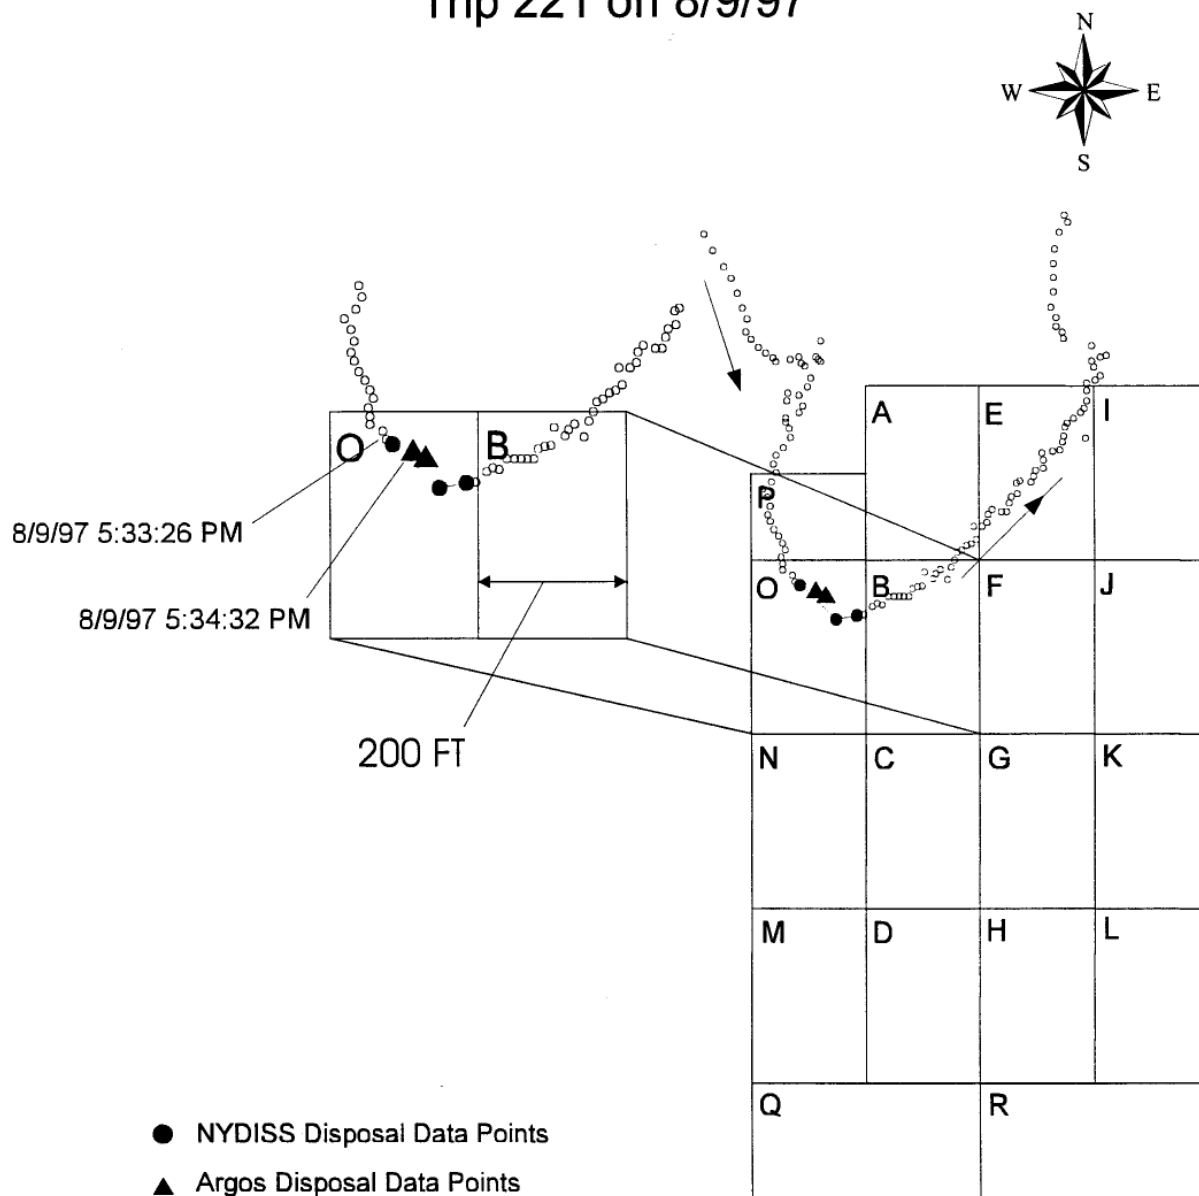 Trip 221 on 8/9/97
N
W E
S
A E I
O B
P
8/9/97 5:33:26 PM
O B F J
8/9/97 5:34:32 PM
200 FT
N C G K
M D H L
Q R
NYDISS Disposal Data Points
Argos Disposal Data Points